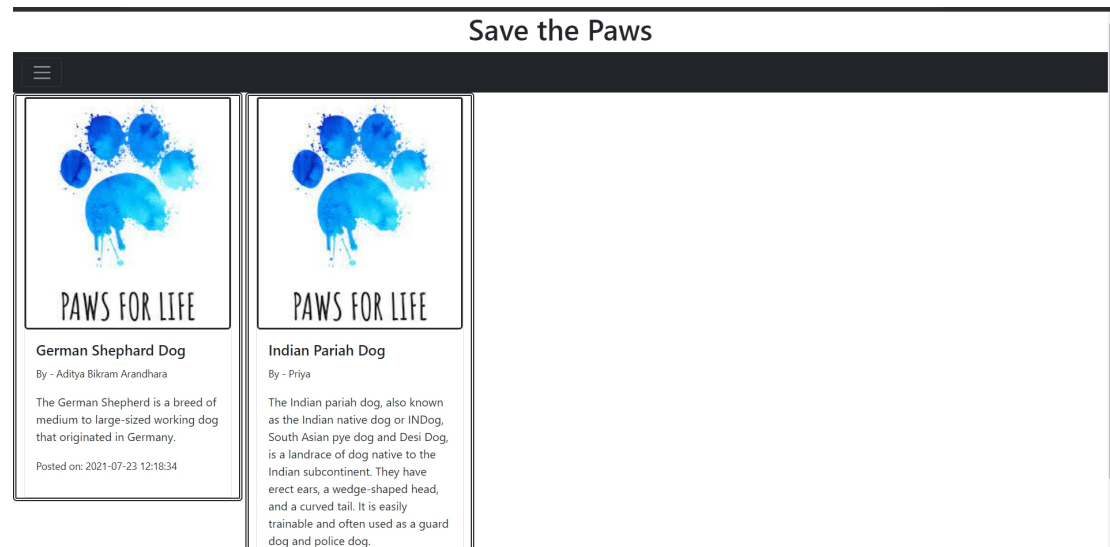 Save the Paws
PAWS FOR LIFE
German Shephard Dog
By - Aditya Bikram Arandhara
The German Shepherd is a breed of
medium to large-sized working dog
that originated in Germany.
Posted on: 2021-07-23 12:18:34
PAWS FOR LIFE
Indian Pariah Dog
By - Priya
The Indian pariah dog, also known
as the Indian native dog or INDog,
South Asian pye dog and Desi Dog,
is a landrace of dog native to the
Indian subcontinent. They have
erect ears, a wedge-shaped head,
and a curved tail. It is easily
trainable and often used as a guard
dog and police dog.